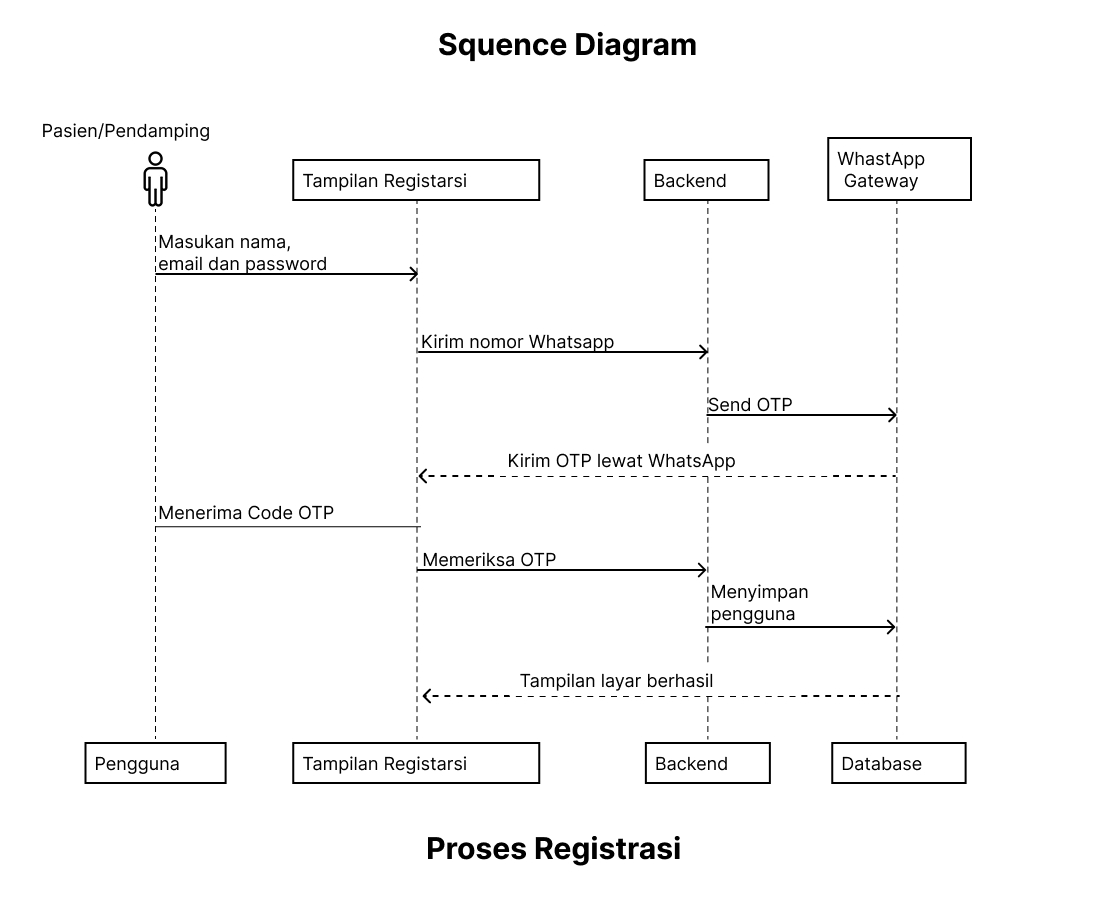 Squence Diagram
Pasien/Pendamping
Tampilan Registarsi
Backend
WhastApp
Gateway
Masukan nama,
email dan password
Kirim nomor Whatsapp
Send OTP
Kirim OTP lewat WhatsApp
Menerima Code OTP
Memeriksa OTP
Menyimpan
pengguna
Tampilan layar berhasil
Pengguna
Tampilan Registarsi
Backend
Database
Proses Registrasi